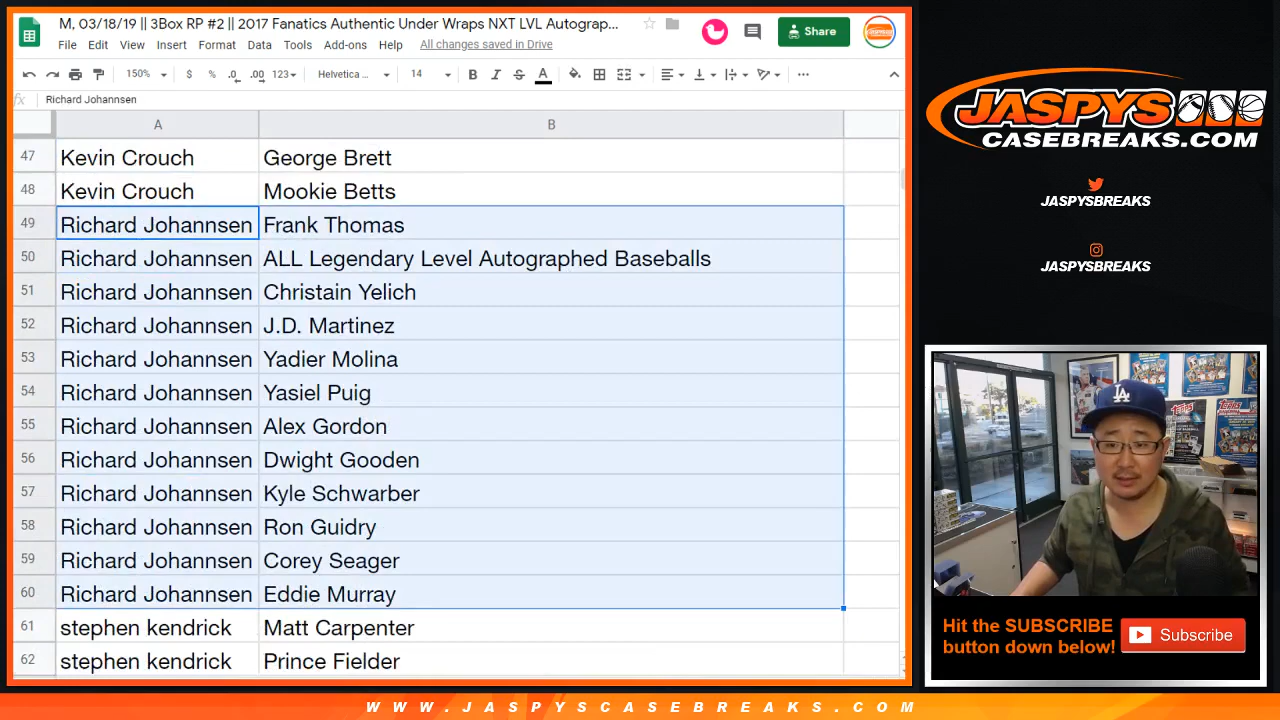 M, 03/18/19 || 3Box RP #2 || 2017 Fanatics Authentic Under Wraps NXT LVL Autograp...
File Edit View Insert Format Data Tools Add-ons Help All changes saved in Drive
Share
150% $ % .0 .00 123 Helvetica ... 14 B I S A
fx Richard Johannsen
A B
47 Kevin Crouch George Brett
48 Kevin Crouch Mookie Betts
49 Richard Johannsen Frank Thomas
50 Richard Johannsen ALL Legendary Level Autographed Baseballs
51 Richard Johannsen Christain Yelich
52 Richard Johannsen J.D. Martinez
53 Richard Johannsen Yadier Molina
54 Richard Johannsen Yasiel Puig
55 Richard Johannsen Alex Gordon
56 Richard Johannsen Dwight Gooden
57 Richard Johannsen Kyle Schwarber
58 Richard Johannsen Ron Guidry
59 Richard Johannsen Corey Seager
60 Richard Johannsen Eddie Murray
61 stephen kendrick Matt Carpenter
62 stephen kendrick Prince Fielder
JASPYS
CASEBREAKS.COM
JASPYSBREAKS
JASPYSBREAKS
LA
Hit the SUBSCRIBE
button down below!
Subscribe
WWW.JASPYSCASEBREAKS.COM